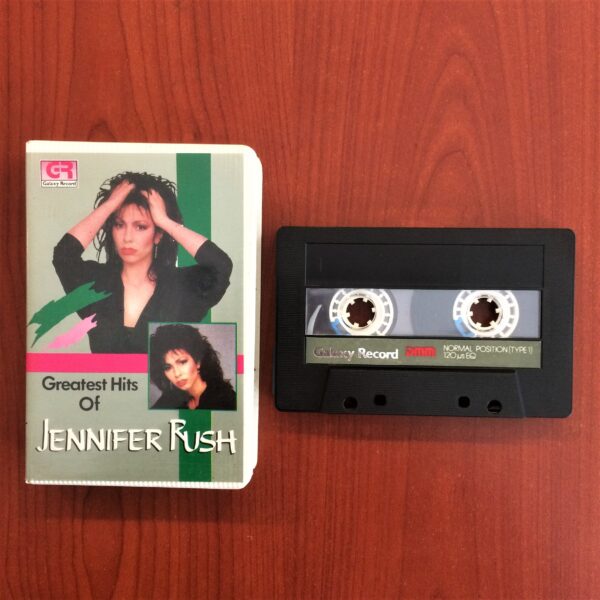 GR
Galaxy Record
Greatest Hits
Of
JENNIFER RUSH
Galaxy Record
NORMAL POSITION (TYPE I)
120 µs EQ